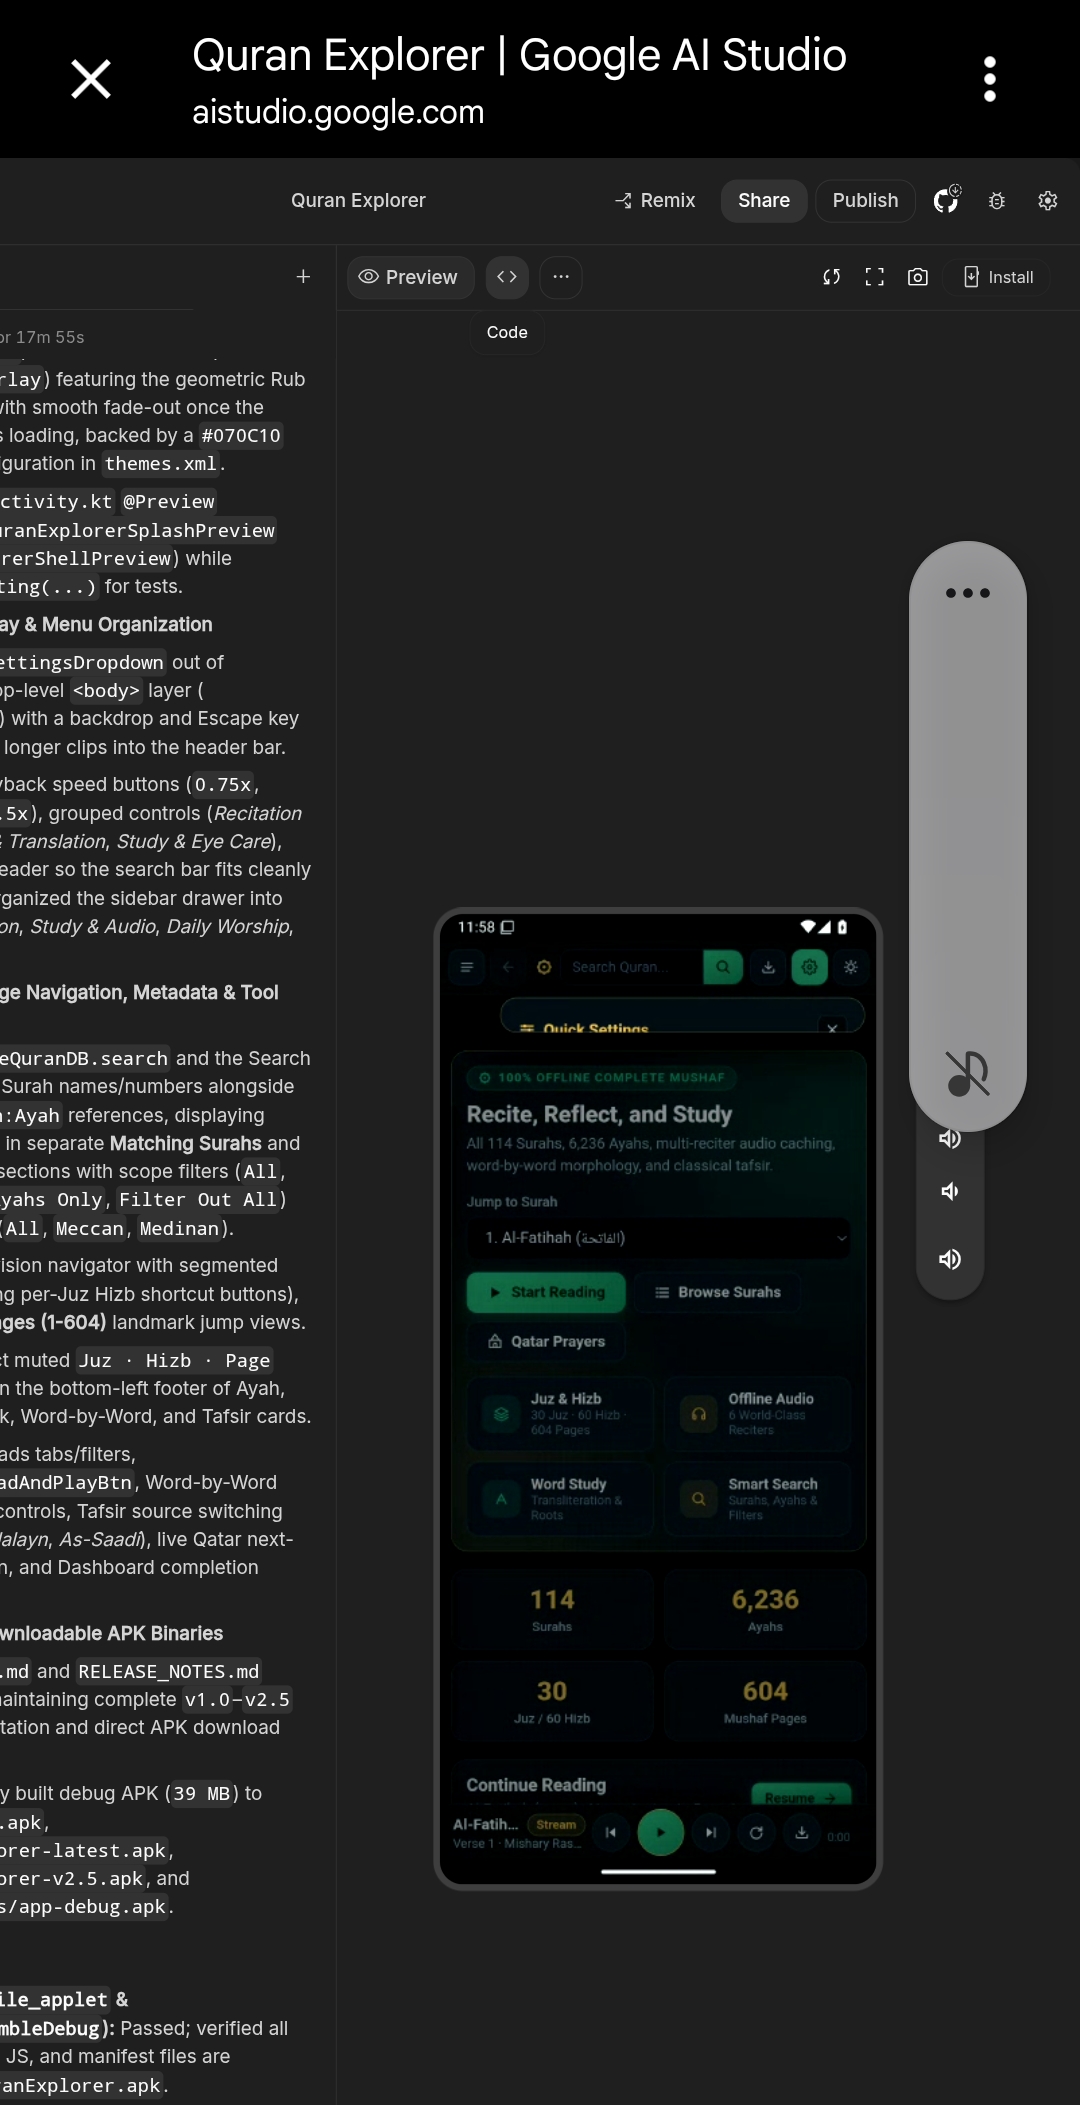 Quran Explorer | Google AI Studio
aistudio.google.com
Quran Explorer
Remix
Share
Publish
Preview
Install
Code
or 17m 55s
rlay) featuring the geometric Rub
with smooth fade-out once the
s loading, backed by a #070C10
iguration in themes.xml.
ctivity.kt @Preview
uranExplorerSplashPreview
rerShellPreview) while
ting(...) for tests.
ay & Menu Organization
ettingsDropdown out of
op-level <body> layer (
) with a backdrop and Escape key
longer clips into the header bar.
yback speed buttons (0.75x,
.5x), grouped controls (Recitation
& Translation, Study & Eye Care),
eader so the search bar fits cleanly
rganized the sidebar drawer into
on, Study & Audio, Daily Worship,
ge Navigation, Metadata & Tool
eQuranDB.search and the Search
Surah names/numbers alongside
h:Ayah references, displaying
in separate Matching Surahs and
sections with scope filters (All,
yahs Only, Filter Out All)
(All, Meccan, Medinan).
ision navigator with segmented
ng per-Juz Hizb shortcut buttons),
ages (1-604) landmark jump views.
ct muted Juz · Hizb · Page
n the bottom-left footer of Ayah,
k, Word-by-Word, and Tafsir cards.
ads tabs/filters,
adAndPlayBtn, Word-by-Word
controls, Tafsir source switching
Jalayn, As-Saadi), live Qatar next-
n, and Dashboard completion
wnloadable APK Binaries
.md and RELEASE_NOTES.md
naintaining complete v1.0–v2.5
tation and direct APK download
y built debug APK (39 MB) to
.apk,
orer-latest.apk,
orer-v2.5.apk, and
s/app-debug.apk.
ile_applet &
mbleDebug): Passed; verified all
JS, and manifest files are
ranExplorer.apk.
11:58
Search Quran...
Quick Settings
100% OFFLINE COMPLETE MUSHAF
Recite, Reflect, and Study
All 114 Surahs, 6,236 Ayahs, multi-reciter audio caching,
word-by-word morphology, and classical tafsir.
Jump to Surah
1. Al-Fatihah (الفاتحة)
Start Reading
Browse Surahs
Qatar Prayers
Juz & Hizb
30 Juz · 60 Hizb ·
604 Pages
Offline Audio
6 World-Class
Reciters
Word Study
Transliteration &
Roots
Smart Search
Surahs, Ayahs &
Filters
114
Surahs
6,236
Ayahs
30
Juz / 60 Hizb
604
Mushaf Pages
Continue Reading
Resume →
Al-Fatih...
Stream
Verse 1 · Mishary Ras...
0:00